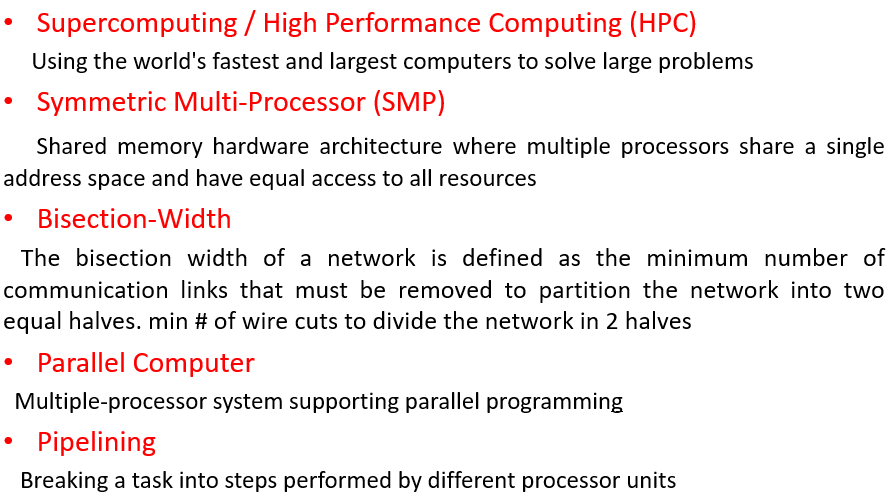 • Supercomputing / High Performance Computing (HPC)
Using the world's fastest and largest computers to solve large problems
• Symmetric Multi-Processor (SMP)
Shared memory hardware architecture where multiple processors share a single
address space and have equal access to all resources
• Bisection-Width
The bisection width of a network is defined as the minimum number of
communication links that must be removed to partition the network into two
equal halves. min # of wire cuts to divide the network in 2 halves
• Parallel Computer
Multiple-processor system supporting parallel programming
• Pipelining
Breaking a task into steps performed by different processor units